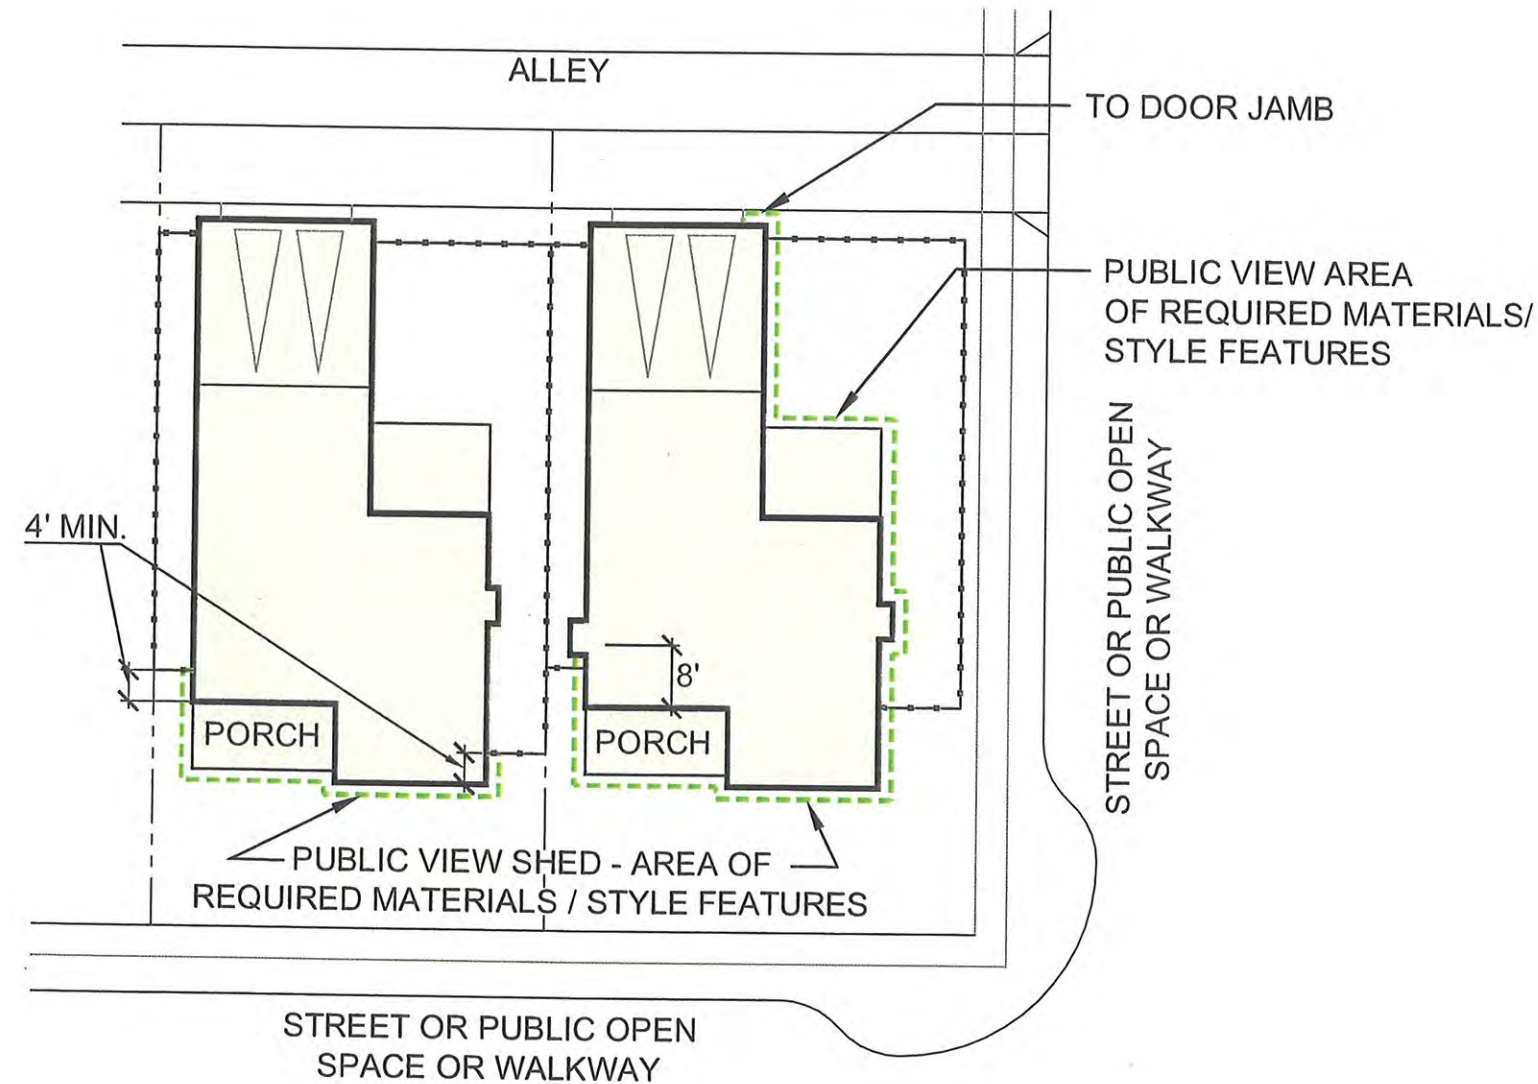 ALLEY
TO DOOR JAMB
PUBLIC VIEW AREA
OF REQUIRED MATERIALS/
STYLE FEATURES
STREET OR PUBLIC OPEN
SPACE OR WALKWAY
4' MIN.
8'
PORCH
PORCH
PUBLIC VIEW SHED - AREA OF
REQUIRED MATERIALS / STYLE FEATURES
STREET OR PUBLIC OPEN
SPACE OR WALKWAY